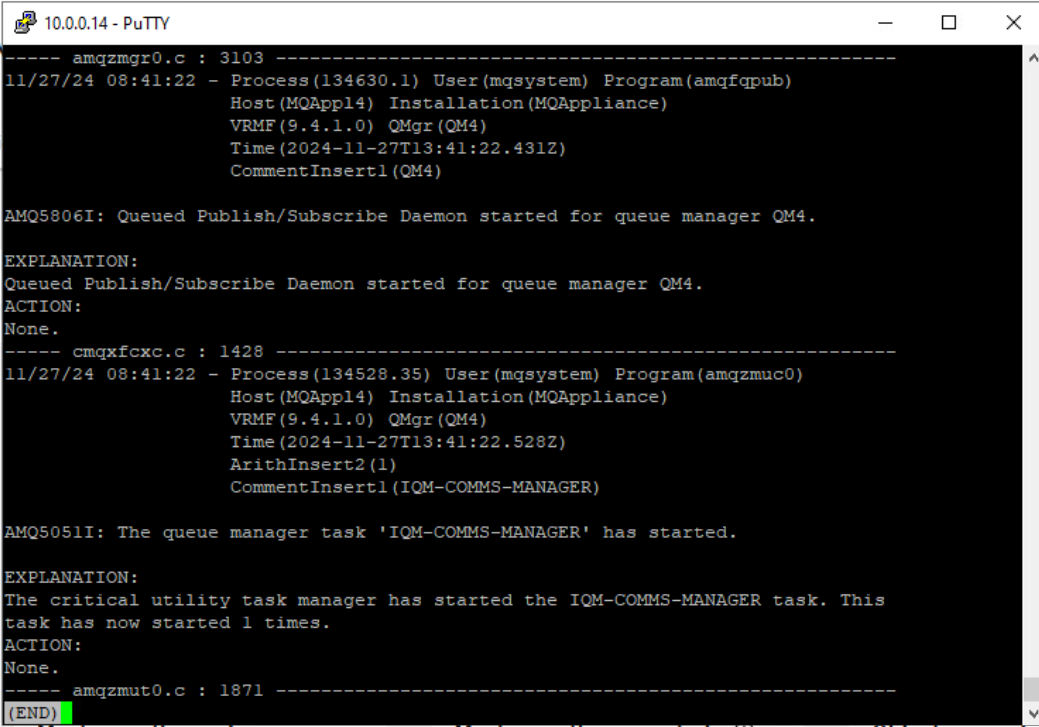 10.0.0.14 - PuTTY
----- amqzmgr0.c : 3103 -------------------------------------------------------
11/27/24 08:41:22 - Process(134630.1) User(mqsystem) Program(amqfqpub)
                    Host(MQAppl4) Installation(MQAppliance)
                    VRMF(9.4.1.0) QMgr(QM4)
                    Time(2024-11-27T13:41:22.431Z)
                    CommentInsert1(QM4)
AMQ5806I: Queued Publish/Subscribe Daemon started for queue manager QM4.
EXPLANATION:
Queued Publish/Subscribe Daemon started for queue manager QM4.
ACTION:
None.
----- cmqxfcxc.c : 1428 -------------------------------------------------------
11/27/24 08:41:22 - Process(134528.35) User(mqsystem) Program(amqzmuc0)
                    Host(MQAppl4) Installation(MQAppliance)
                    VRMF(9.4.1.0) QMgr(QM4)
                    Time(2024-11-27T13:41:22.528Z)
                    ArithInsert2(1)
                    CommentInsert1(IQM-COMMS-MANAGER)
AMQ5051I: The queue manager task 'IQM-COMMS-MANAGER' has started.
EXPLANATION:
The critical utility task manager has started the IQM-COMMS-MANAGER task. This
task has now started 1 times.
ACTION:
None.
----- amqzmut0.c : 1871 -------------------------------------------------------
(END)